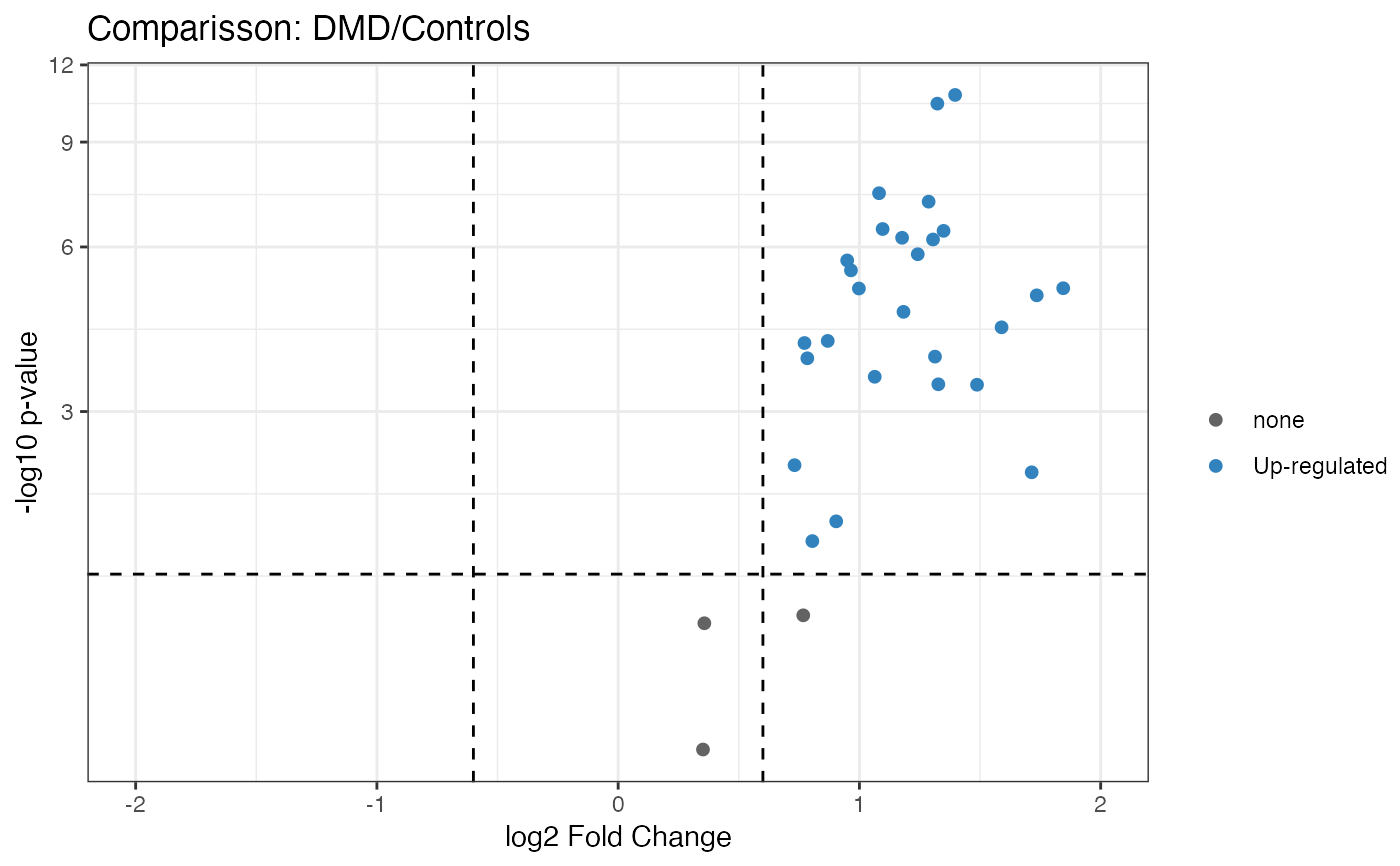 Comparisson: DMD/Controls
12
9
6
3
-log10 p-value
-2
-1
0
1
2
log2 Fold Change
none
Up-regulated